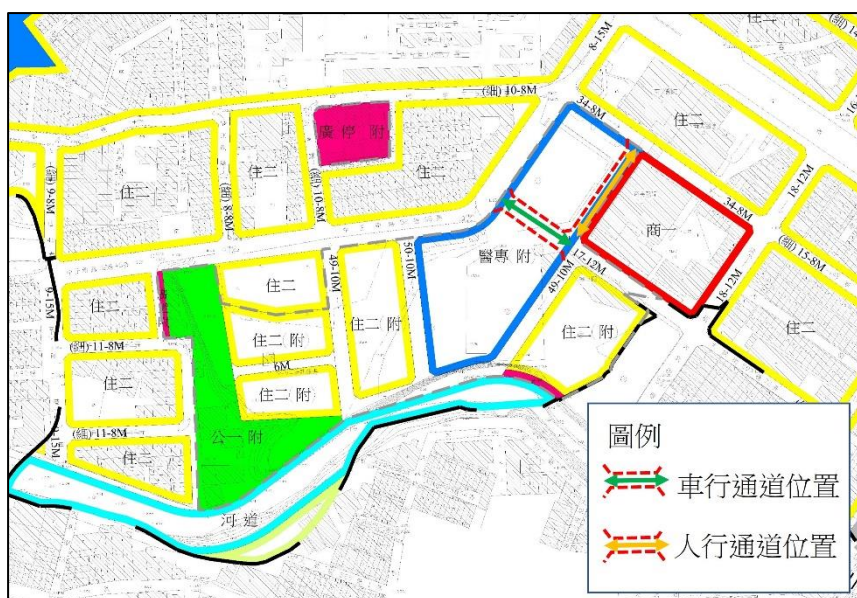 住二
8-15M
(細) 10-8M
34-8M
住二
廣 停 附
住二
住二
住二
(細) 9-8M
(細) 8-8M
(細) 10-8M
18-12M
34-8M
商一
醫專 附
49-10M
50-10M
49-10M
17-12M
18-12M
(細) 15-8M
住二
住二
9-15M
住二
(細) 11-8M
住二 附
住二 附
住二 附
6M
住二
住二 附
(細) 11-8M
住二
公一 附
河 道
圖例
車行通道位置
人行通道位置